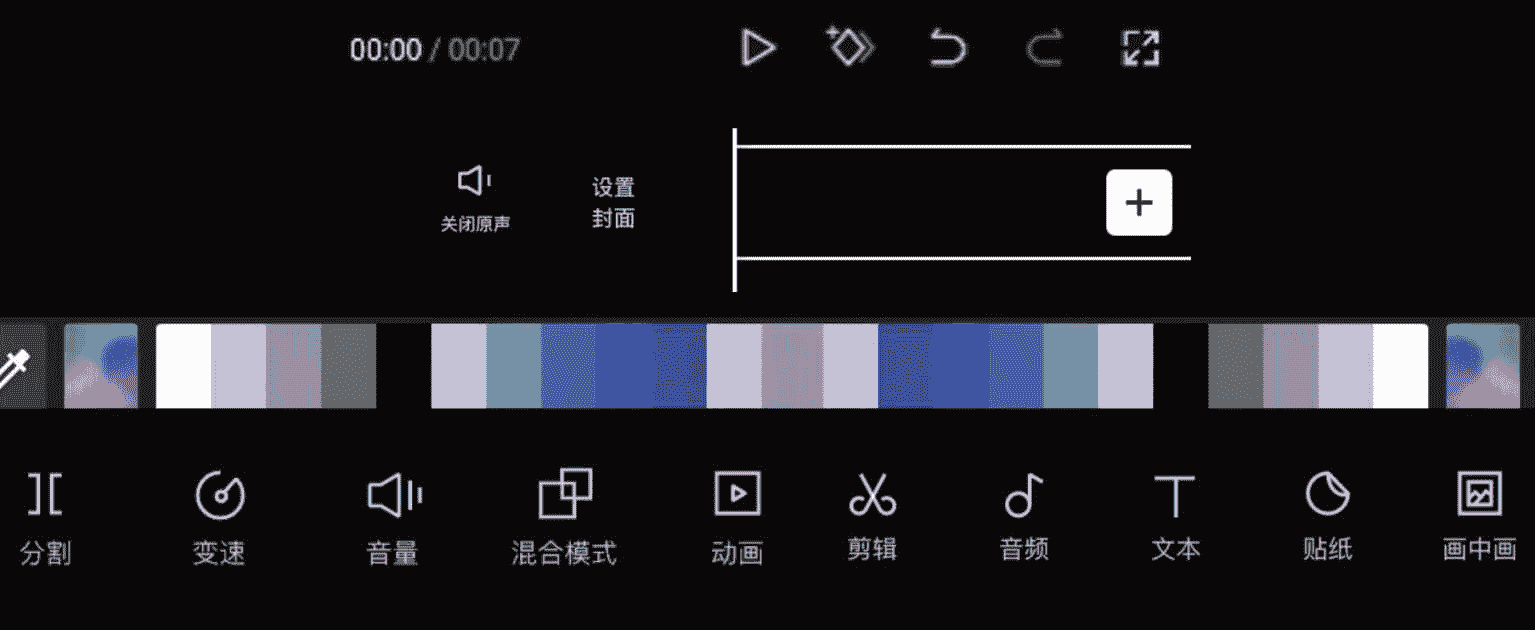 00:00 / 00:07
关闭原声
设置
封面
分割 变速 音量 混合模式 动画 剪辑 音频 文本 贴纸 画中画